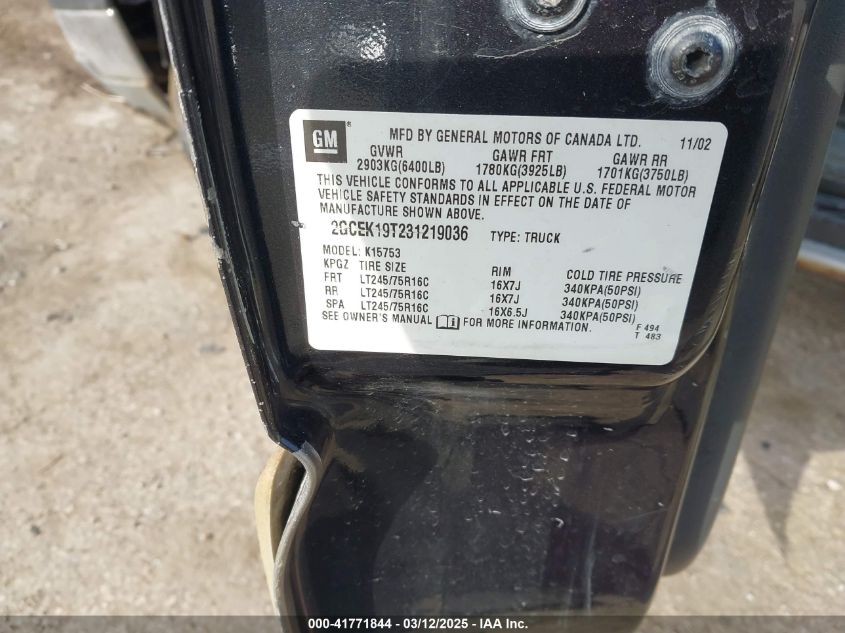 GM ® MFD BY GENERAL MOTORS OF CANADA LTD. 11/02
GVWR GAWR FRT GAWR RR
2903KG(6400LB) 1780KG(3925LB) 1701KG(3750LB)
THIS VEHICLE CONFORMS TO ALL APPLICABLE U.S. FEDERAL MOTOR
VEHICLE SAFETY STANDARDS IN EFFECT ON THE DATE OF
MANUFACTURE SHOWN ABOVE.
2GCEK19T231219036 TYPE: TRUCK
MODEL: K15753
KPGZ TIRE SIZE RIM COLD TIRE PRESSURE
FRT LT245/75R16C 16X7J 340KPA(50PSI)
RR LT245/75R16C 16X7J 340KPA(50PSI)
SPA LT245/75R16C 16X6.5J 340KPA(50PSI)
SEE OWNER'S MANUAL FOR MORE INFORMATION.
F 494
T 483
000-41771844 - 03/12/2025 - IAA Inc.